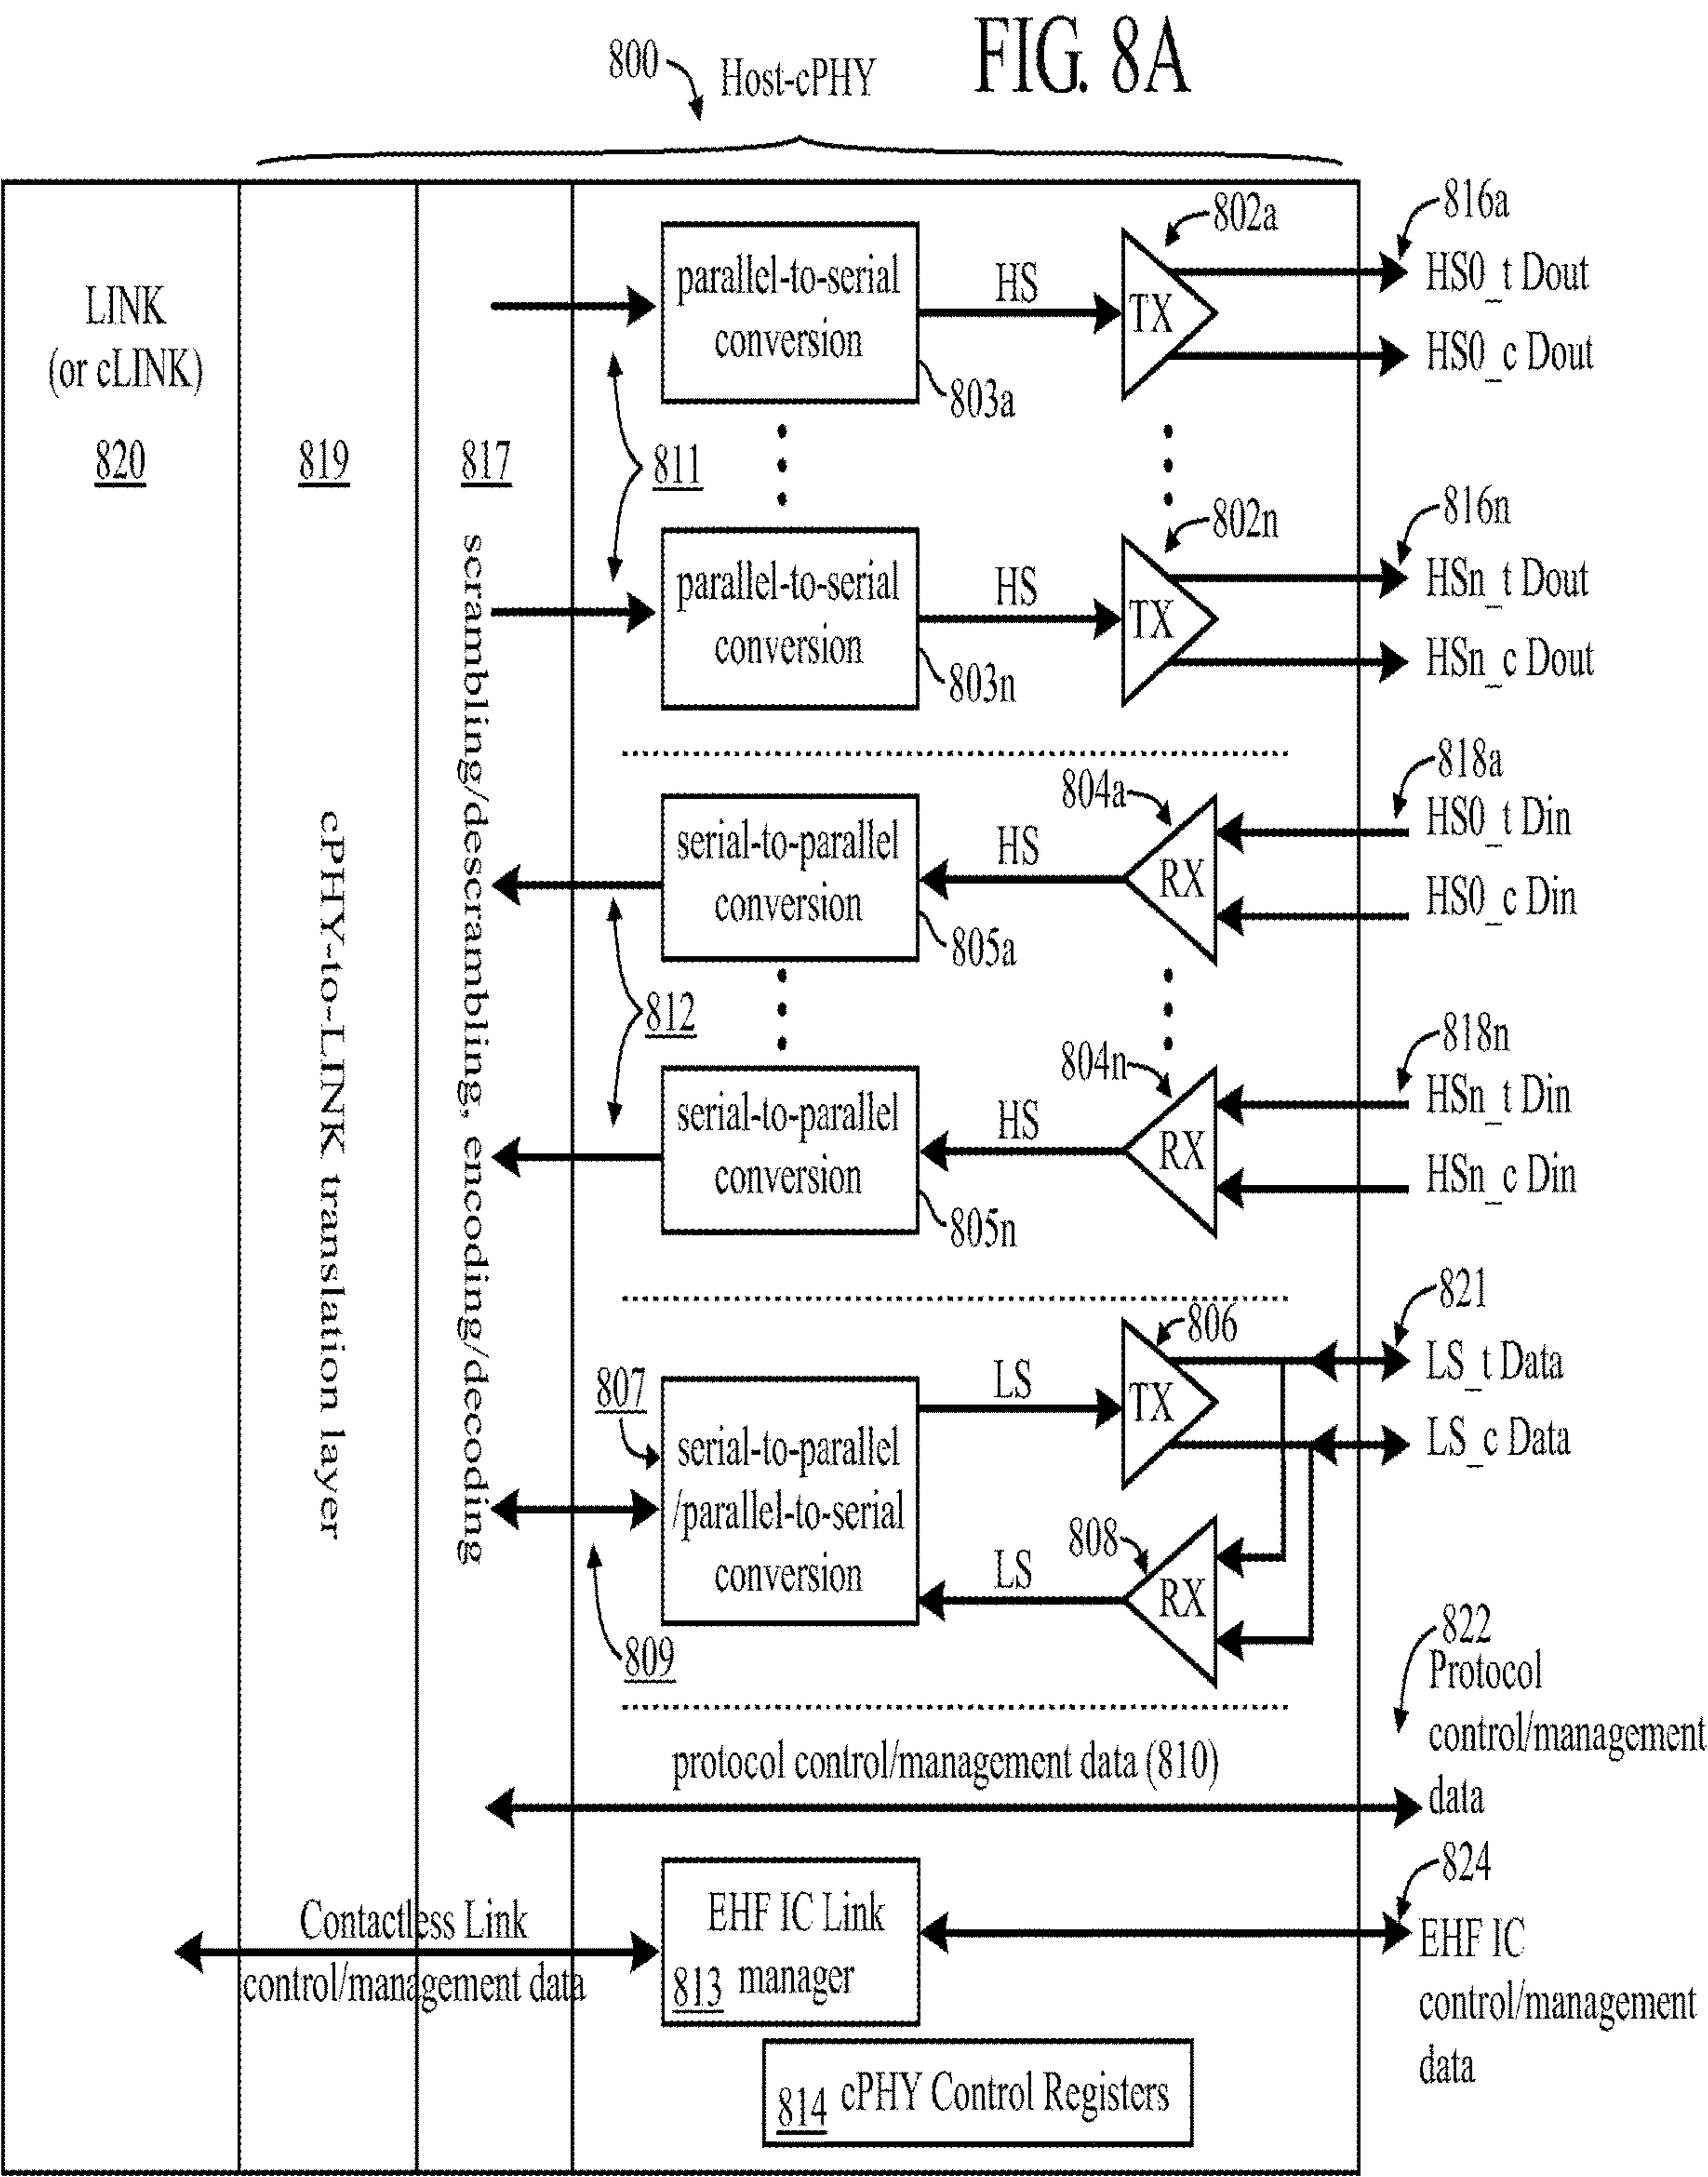 FIG. 8A
800
Host-cPHY
LINK
(or cLINK)
820
819
cPHY-to-LINK translation layer
817
scrambling/descrambling, encoding/decoding
parallel-to-serial
conversion
803a
HS
TX
802a
816a
HS0_t Dout
HS0_c Dout
811
parallel-to-serial
conversion
803n
HS
TX
802n
816n
HSn_t Dout
HSn_c Dout
serial-to-parallel
conversion
805a
HS
RX
804a
818a
HS0_t Din
HS0_c Din
812
serial-to-parallel
conversion
805n
HS
RX
804n
818n
HSn_t Din
HSn_c Din
807
serial-to-parallel
/parallel-to-serial
conversion
809
LS
TX
806
821
LS_t Data
LS_c Data
LS
RX
808
822
Protocol
control/management
data
protocol control/management data (810)
Contactless Link
control/management data
EHF IC Link
813 manager
824
EHF IC
control/management
data
814 cPHY Control Registers